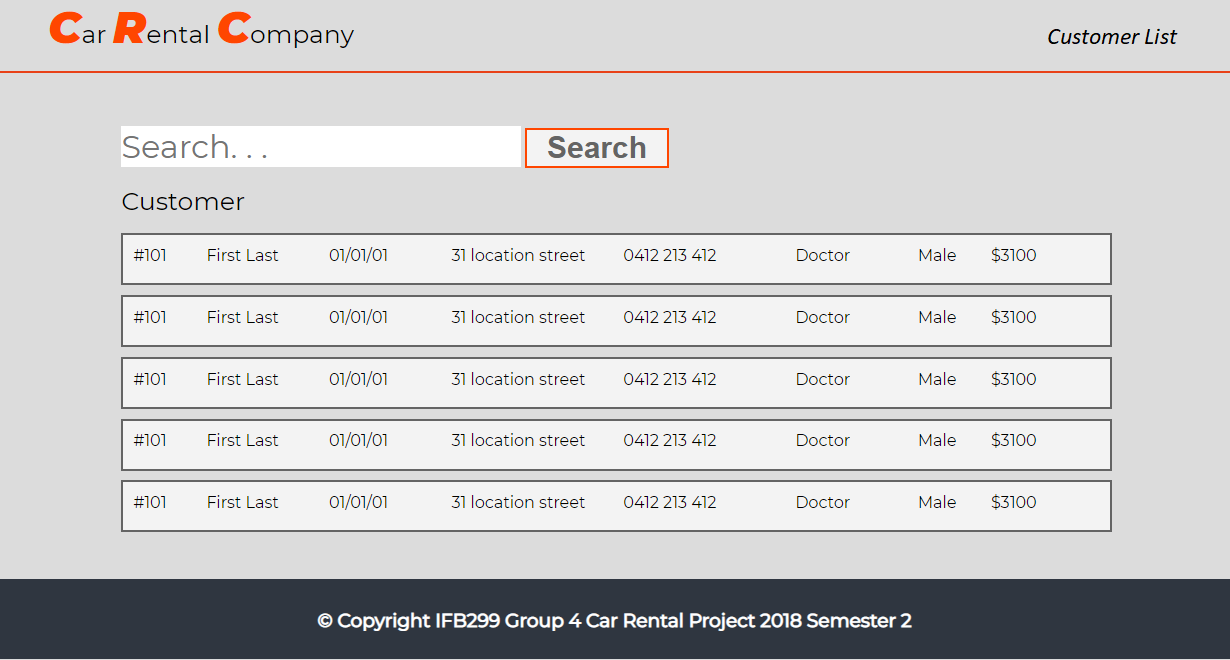 Car Rental Company
Customer List
Search. . .
Search
Customer
#101 First Last 01/01/01 31 location street 0412 213 412 Doctor Male $3100
#101 First Last 01/01/01 31 location street 0412 213 412 Doctor Male $3100
#101 First Last 01/01/01 31 location street 0412 213 412 Doctor Male $3100
#101 First Last 01/01/01 31 location street 0412 213 412 Doctor Male $3100
#101 First Last 01/01/01 31 location street 0412 213 412 Doctor Male $3100
© Copyright IFB299 Group 4 Car Rental Project 2018 Semester 2